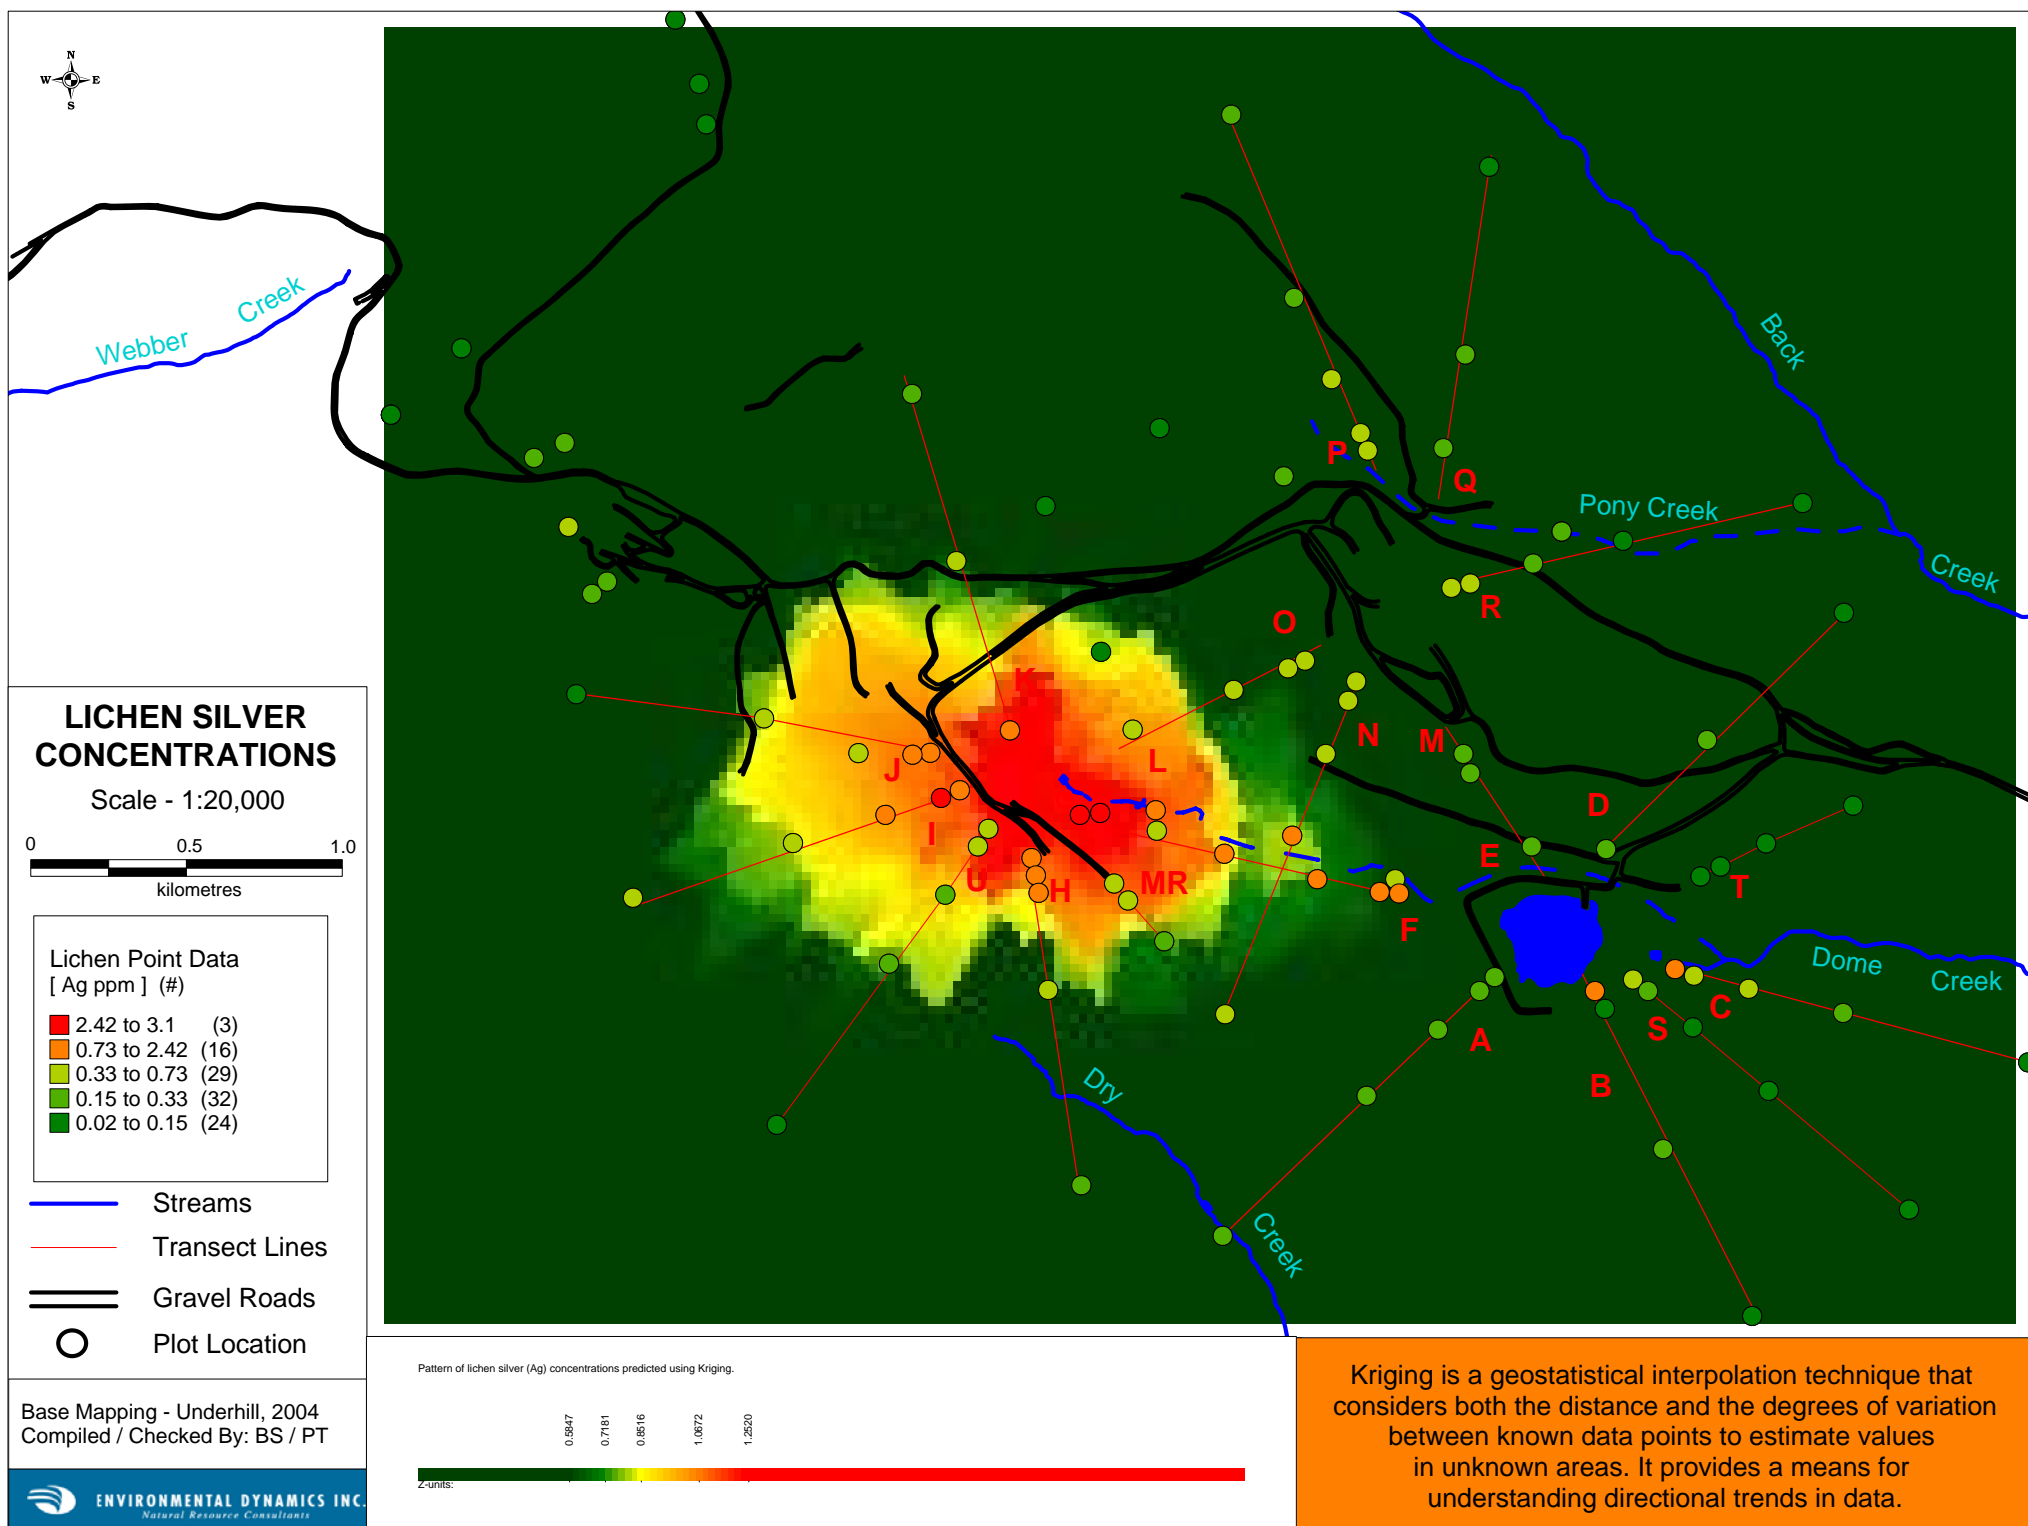 N
W E
S
Webber Creek
Back
Creek
Pony Creek
P
Q
R
O
K
N
M
L
J
D
I
E
U
H
MR
T
F
Dome
Creek
C
S
A
B
Dry
Creek
LICHEN SILVER
CONCENTRATIONS
Scale - 1:20,000
0 0.5 1.0
kilometres
Lichen Point Data
[ Ag ppm ] (#)
2.42 to 3.1 (3)
0.73 to 2.42 (16)
0.33 to 0.73 (29)
0.15 to 0.33 (32)
0.02 to 0.15 (24)
Streams
Transect Lines
Gravel Roads
Plot Location
Base Mapping - Underhill, 2004
Compiled / Checked By: BS / PT
ENVIRONMENTAL DYNAMICS INC.
Natural Resource Consultants
Pattern of lichen silver (Ag) concentrations predicted using Kriging.
0.5847 0.7181 0.8516 1.0672 1.2520
Z-units:
Kriging is a geostatistical interpolation technique that
considers both the distance and the degrees of variation
between known data points to estimate values
in unknown areas. It provides a means for
understanding directional trends in data.